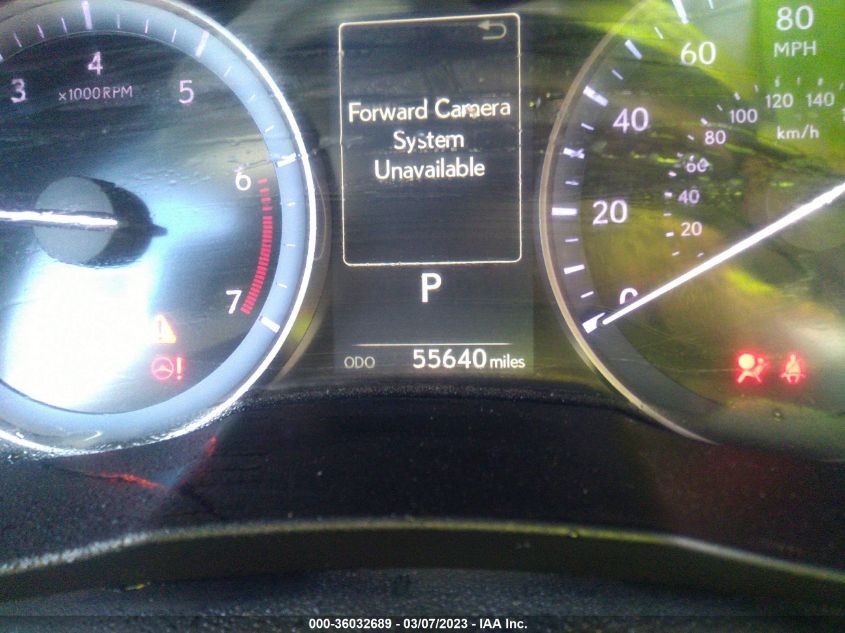 3 4 5 6 7
x1000RPM
Forward Camera
System
Unavailable
P
ODO 55640 miles
0 20 40 60 80
MPH
20 40 60 80 100 120 140
km/h
000-36032689 - 03/07/2023 - IAA Inc.